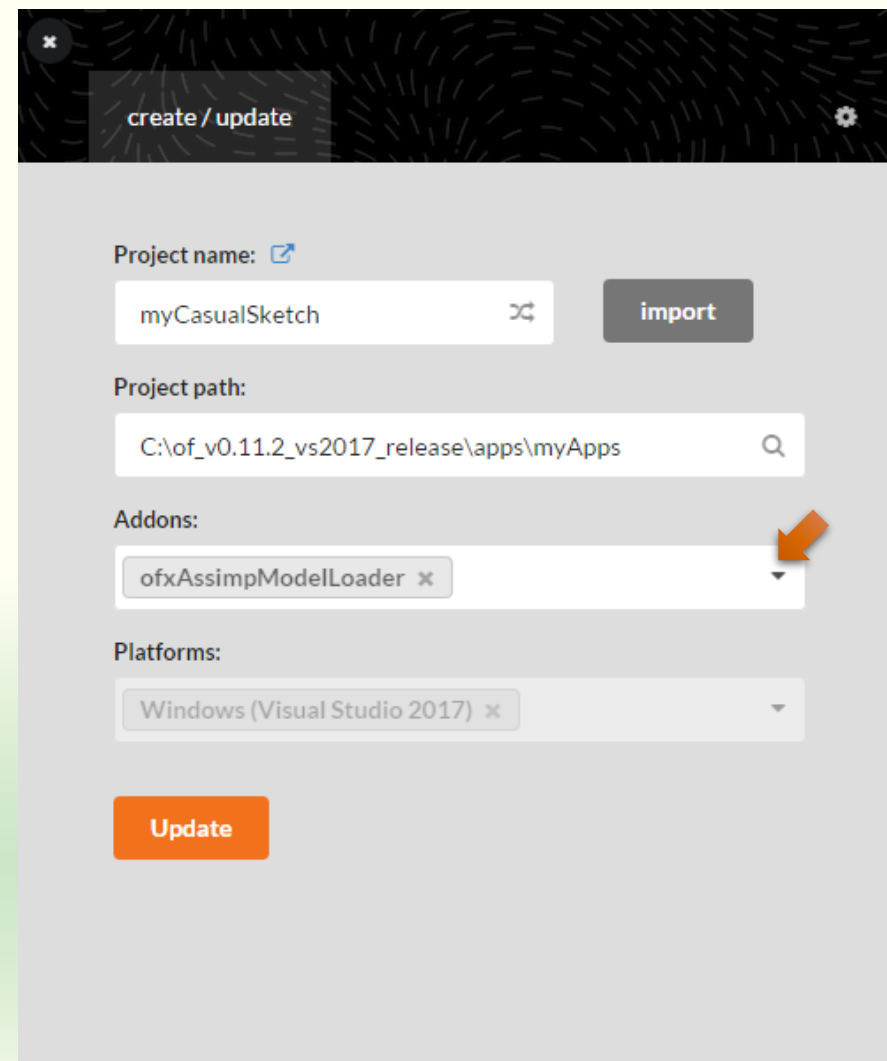 create / update
Project name:
myCasualSketch
import
Project path:
C:\of_v0.11.2_vs2017_release\apps\myApps
Addons:
ofxAssimpModelLoader
Platforms:
Windows (Visual Studio 2017)
Update